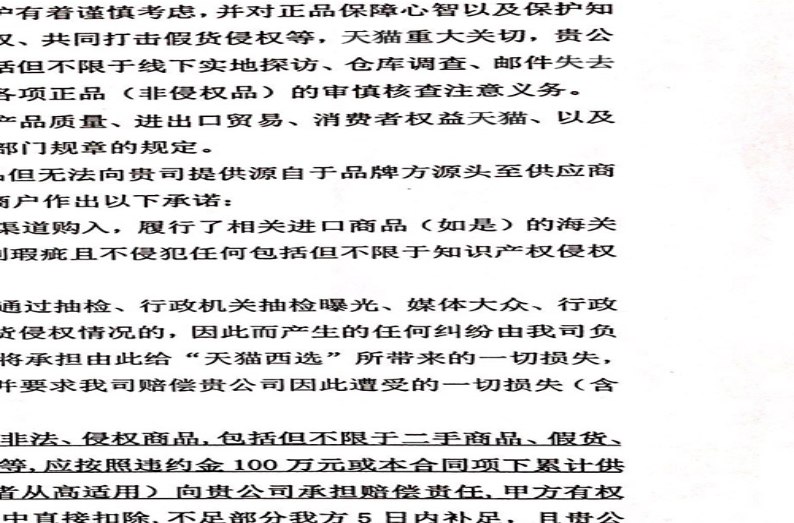 有着谨慎考虑，并对正品保障心智以及保护知
权、共同打击假货侵权等，天猫重大关切，贵公
括但不限于线下实地探访、仓库调查、邮件失去
各项正品（非侵权品）的审慎核查注意义务。
产品质量、进出口贸易、消费者权益天猫、以及
部门规章的规定。
但无法向贵司提供源自于品牌方源头至供应商
商户作出以下承诺：
渠道购入，履行了相关进口商品（如是）的海关
瑕疵且不侵犯任何包括但不限于知识产权侵权
通过抽检、行政机关抽检曝光、媒体大众、行政
货侵权情况的，因此而产生的任何纠纷由我司负
将承担由此给“天猫西选”所带来的一切损失，
并要求我司赔偿贵公司因此遭受的一切损失（含
非法、侵权商品，包括但不限于二手商品、假货、
等，应按照违约金 100 万元或本合同项下累计供
者从高适用）向贵公司承担赔偿责任，甲方有权
中直接扣除，不足部分我方 5 日内补足，且贵公